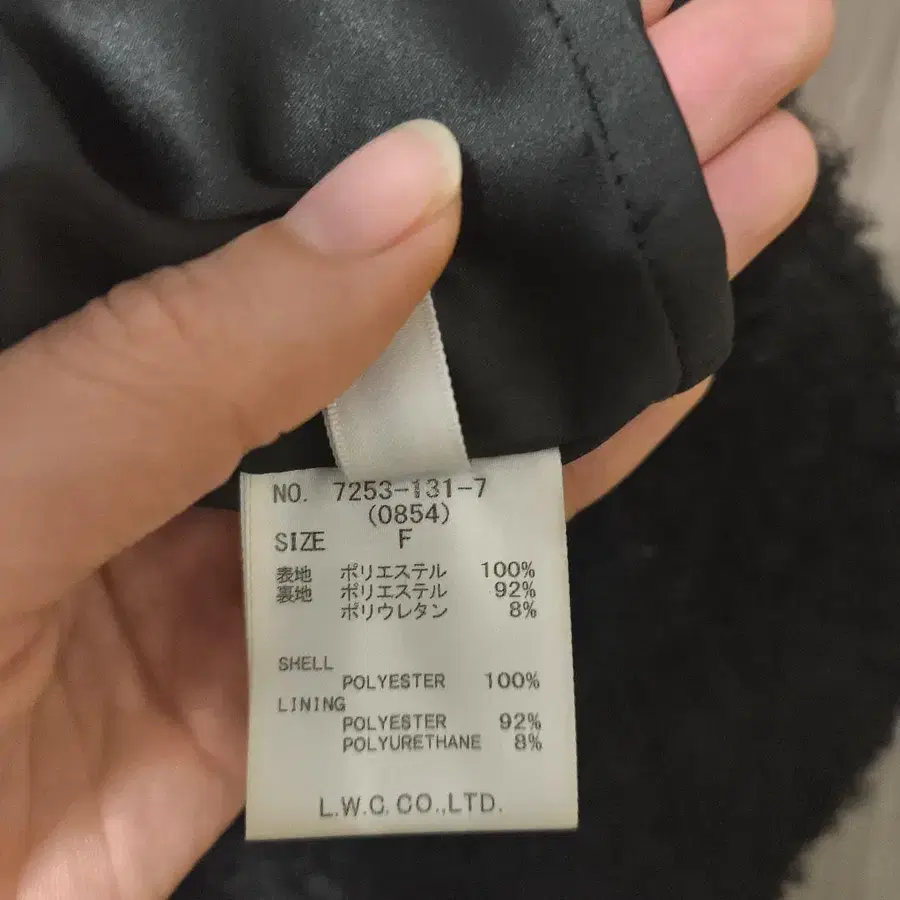 NO. 7253-131-7
(0854)
SIZE F
表地 ポリエステル 100%
裏地 ポリエステル 92%
ポリウレタン 8%
SHELL
POLYESTER 100%
LINING
POLYESTER 92%
POLYURETHANE 8%
L.W.C.CO.,LTD.